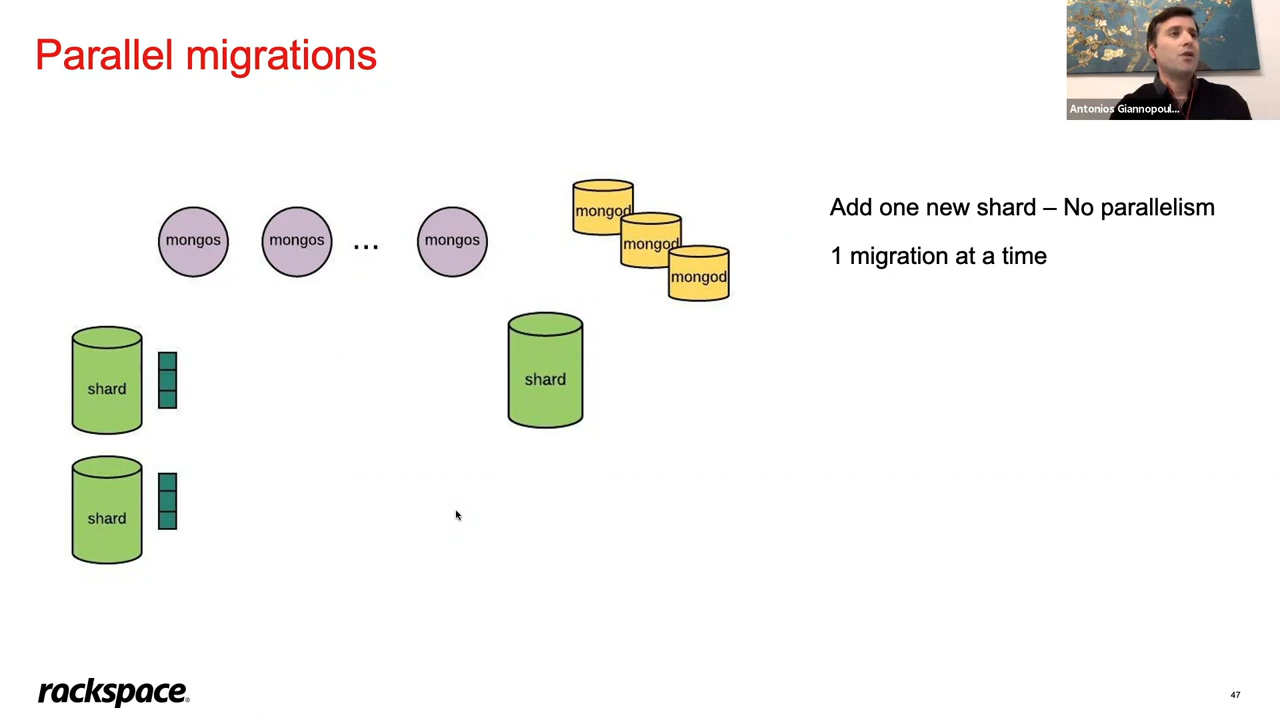 Parallel migrations
Antonios Giannopoul...
mongos
mongos
...
mongos
mongod
mongod
mongod
Add one new shard – No parallelism
1 migration at a time
shard
shard
shard
rackspace
47